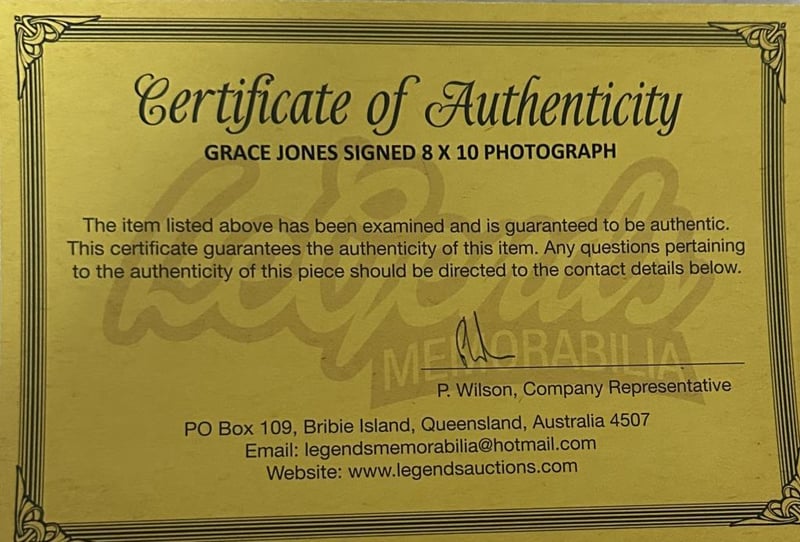 Certificate of Authenticity
GRACE JONES SIGNED 8 X 10 PHOTOGRAPH
Legends
MEMORABILIA
The item listed above has been examined and is guaranteed to be authentic.
This certificate guarantees the authenticity of this item. Any questions pertaining
to the authenticity of this piece should be directed to the contact details below.
P. Wilson, Company Representative
PO Box 109, Bribie Island, Queensland, Australia 4507
Email: legendsmemorabilia@hotmail.com
Website: www.legendsauctions.com